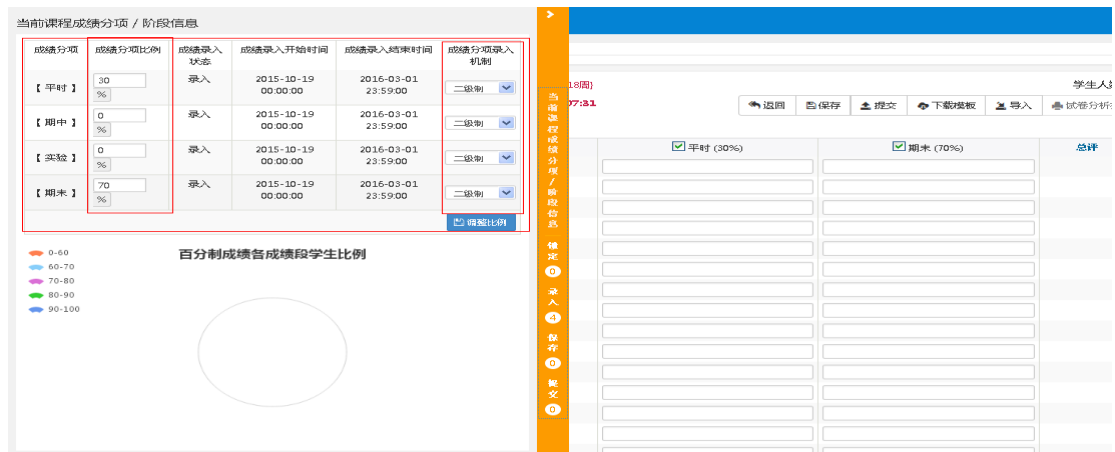 当前课程成绩分项 / 阶段信息
成绩分项 成绩分项比例 成绩录入状态 成绩录入开始时间 成绩录入结束时间 成绩分项录入机制
【 平时 】 30 % 录入 2015-10-19 00:00:00 2016-03-01 23:59:00 二级制
【 期中 】 0 % 录入 2015-10-19 00:00:00 2016-03-01 23:59:00 二级制
【 实验 】 0 % 录入 2015-10-19 00:00:00 2016-03-01 23:59:00 二级制
【 期末 】 70 % 录入 2015-10-19 00:00:00 2016-03-01 23:59:00 二级制
调整比例
百分制成绩各成绩段学生比例
0-60
60-70
70-80
80-90
90-100
当前课程成绩分项/阶段信息
锁定 0
录入 4
保存 0
提交 0
18周}
学生人
07:31
返回 保存 提交 下载模板 导入 试卷分析
平时 (30%) 期末 (70%) 总评